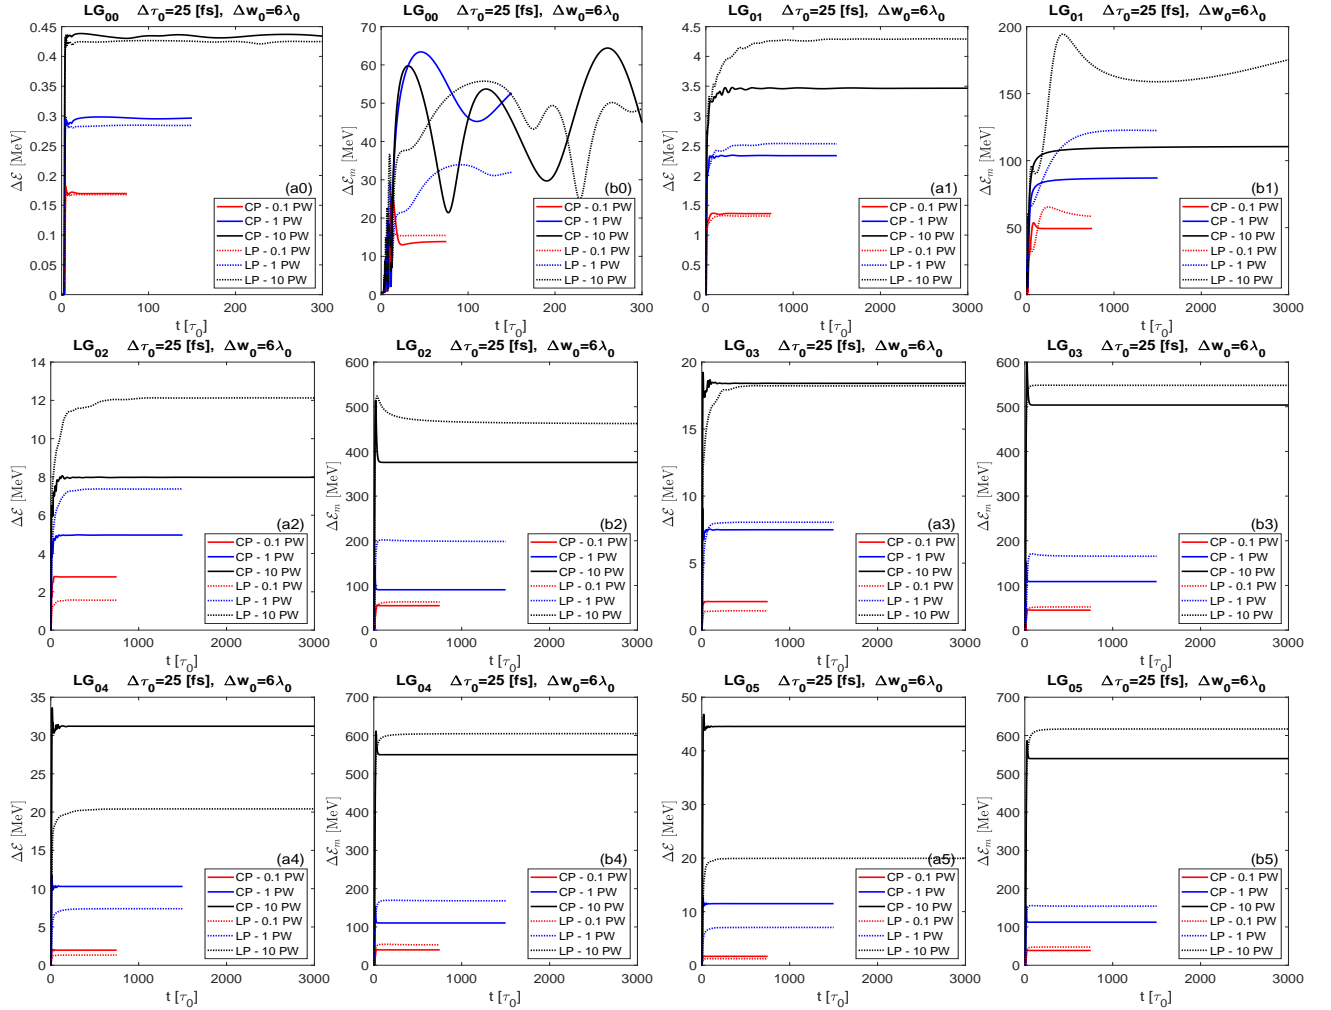 LG00 Δτ0=25 [fs], Δw0=6λ0
0.45
0.4
0.35
0.3
0.25
0.2
0.15
0.1
0.05
0
Δℰ [MeV]
(a0)
CP - 0.1 PW
CP - 1 PW
CP - 10 PW
LP - 0.1 PW
LP - 1 PW
LP - 10 PW
0 100 200 300
t [τ0]
LG00 Δτ0=25 [fs], Δw0=6λ0
70
60
50
40
30
20
10
0
Δℰm [MeV]
(b0)
CP - 0.1 PW
CP - 1 PW
CP - 10 PW
LP - 0.1 PW
LP - 1 PW
LP - 10 PW
0 100 200 300
t [τ0]
LG01 Δτ0=25 [fs], Δw0=6λ0
4.5
4
3.5
3
2.5
2
1.5
1
0.5
0
Δℰ [MeV]
(a1)
CP - 0.1 PW
CP - 1 PW
CP - 10 PW
LP - 0.1 PW
LP - 1 PW
LP - 10 PW
0 1000 2000 3000
t [τ0]
LG01 Δτ0=25 [fs], Δw0=6λ0
200
150
100
50
0
Δℰm [MeV]
(b1)
CP - 0.1 PW
CP - 1 PW
CP - 10 PW
LP - 0.1 PW
LP - 1 PW
LP - 10 PW
0 1000 2000 3000
t [τ0]
LG02 Δτ0=25 [fs], Δw0=6λ0
14
12
10
8
6
4
2
0
Δℰ [MeV]
(a2)
CP - 0.1 PW
CP - 1 PW
CP - 10 PW
LP - 0.1 PW
LP - 1 PW
LP - 10 PW
0 1000 2000 3000
t [τ0]
LG02 Δτ0=25 [fs], Δw0=6λ0
600
500
400
300
200
100
0
Δℰm [MeV]
(b2)
CP - 0.1 PW
CP - 1 PW
CP - 10 PW
LP - 0.1 PW
LP - 1 PW
LP - 10 PW
0 1000 2000 3000
t [τ0]
LG03 Δτ0=25 [fs], Δw0=6λ0
20
15
10
5
0
Δℰ [MeV]
(a3)
CP - 0.1 PW
CP - 1 PW
CP - 10 PW
LP - 0.1 PW
LP - 1 PW
LP - 10 PW
0 1000 2000 3000
t [τ0]
LG03 Δτ0=25 [fs], Δw0=6λ0
600
500
400
300
200
100
0
Δℰm [MeV]
(b3)
CP - 0.1 PW
CP - 1 PW
CP - 10 PW
LP - 0.1 PW
LP - 1 PW
LP - 10 PW
0 1000 2000 3000
t [τ0]
LG04 Δτ0=25 [fs], Δw0=6λ0
35
30
25
20
15
10
5
0
Δℰ [MeV]
(a4)
CP - 0.1 PW
CP - 1 PW
CP - 10 PW
LP - 0.1 PW
LP - 1 PW
LP - 10 PW
0 1000 2000 3000
t [τ0]
LG04 Δτ0=25 [fs], Δw0=6λ0
700
600
500
400
300
200
100
0
Δℰm [MeV]
(b4)
CP - 0.1 PW
CP - 1 PW
CP - 10 PW
LP - 0.1 PW
LP - 1 PW
LP - 10 PW
0 1000 2000 3000
t [τ0]
LG05 Δτ0=25 [fs], Δw0=6λ0
50
40
30
20
10
0
Δℰ [MeV]
(a5)
CP - 0.1 PW
CP - 1 PW
CP - 10 PW
LP - 0.1 PW
LP - 1 PW
LP - 10 PW
0 1000 2000 3000
t [τ0]
LG05 Δτ0=25 [fs], Δw0=6λ0
700
600
500
400
300
200
100
0
Δℰm [MeV]
(b5)
CP - 0.1 PW
CP - 1 PW
CP - 10 PW
LP - 0.1 PW
LP - 1 PW
LP - 10 PW
0 1000 2000 3000
t [τ0]